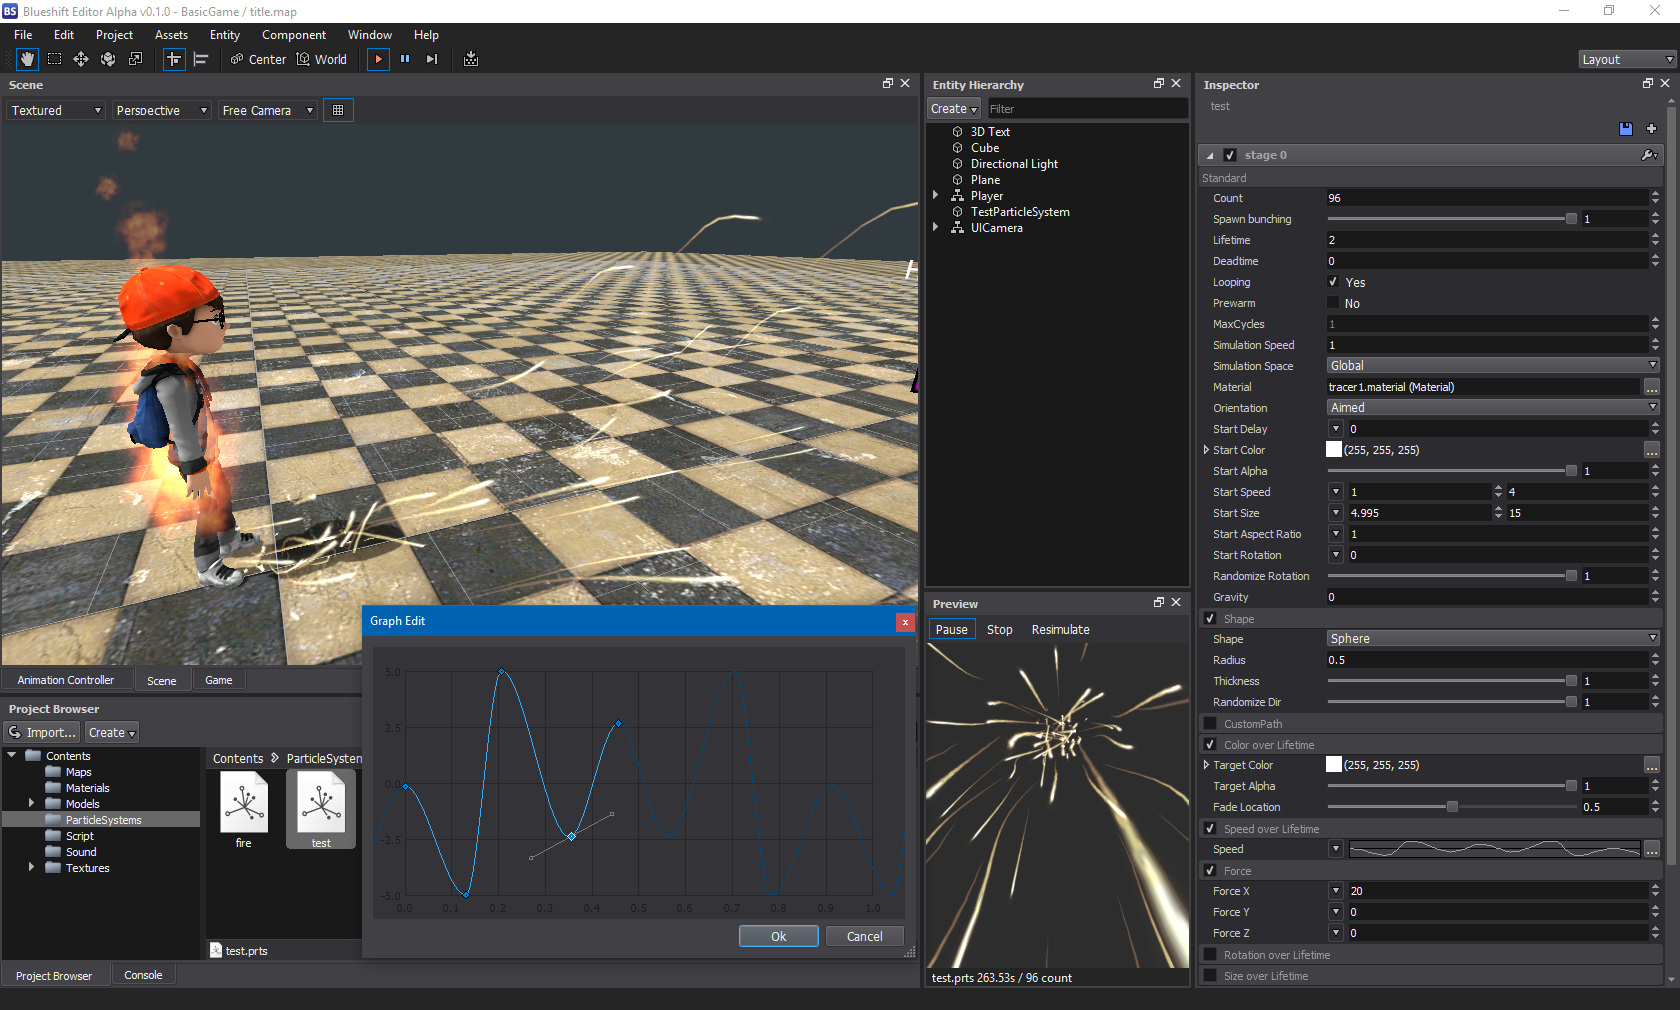 BS Blueshift Editor Alpha v0.1.0 - BasicGame / title.map
File Edit Project Assets Entity Component Window Help
Center World
Layout
Scene
Textured Perspective Free Camera
Animation Controller Scene Game
Project Browser
Import... Create
Contents
Maps
Materials
Models
ParticleSystems
Script
Sound
Textures
Contents ParticleSystem
fire test
test.prts
Project Browser Console
Graph Edit
x
5.0
2.5
0.0
-2.5
-5.0
0.0 0.1 0.2 0.3 0.4 0.5 0.6 0.7 0.8 0.9 1.0
Ok Cancel
Entity Hierarchy
Create Filter
3D Text
Cube
Directional Light
Plane
Player
TestParticleSystem
UICamera
Preview
Pause Stop Resimulate
test.prts 263.53s / 96 count
Inspector
test
stage 0
Standard
Count 96
Spawn bunching 1
Lifetime 2
Deadtime 0
Looping Yes
Prewarm No
MaxCycles 1
Simulation Speed 1
Simulation Space Global
Material tracer1.material (Material) ...
Orientation Aimed
Start Delay 0
Start Color (255, 255, 255) ...
Start Alpha 1
Start Speed 1 4
Start Size 4.995 15
Start Aspect Ratio 1
Start Rotation 0
Randomize Rotation 1
Gravity 0
Shape
Shape Sphere
Radius 0.5
Thickness 1
Randomize Dir 1
CustomPath
Color over Lifetime
Target Color (255, 255, 255) ...
Target Alpha 1
Fade Location 0.5
Speed over Lifetime
Speed ...
Force
Force X 20
Force Y 0
Force Z 0
Rotation over Lifetime
Size over Lifetime